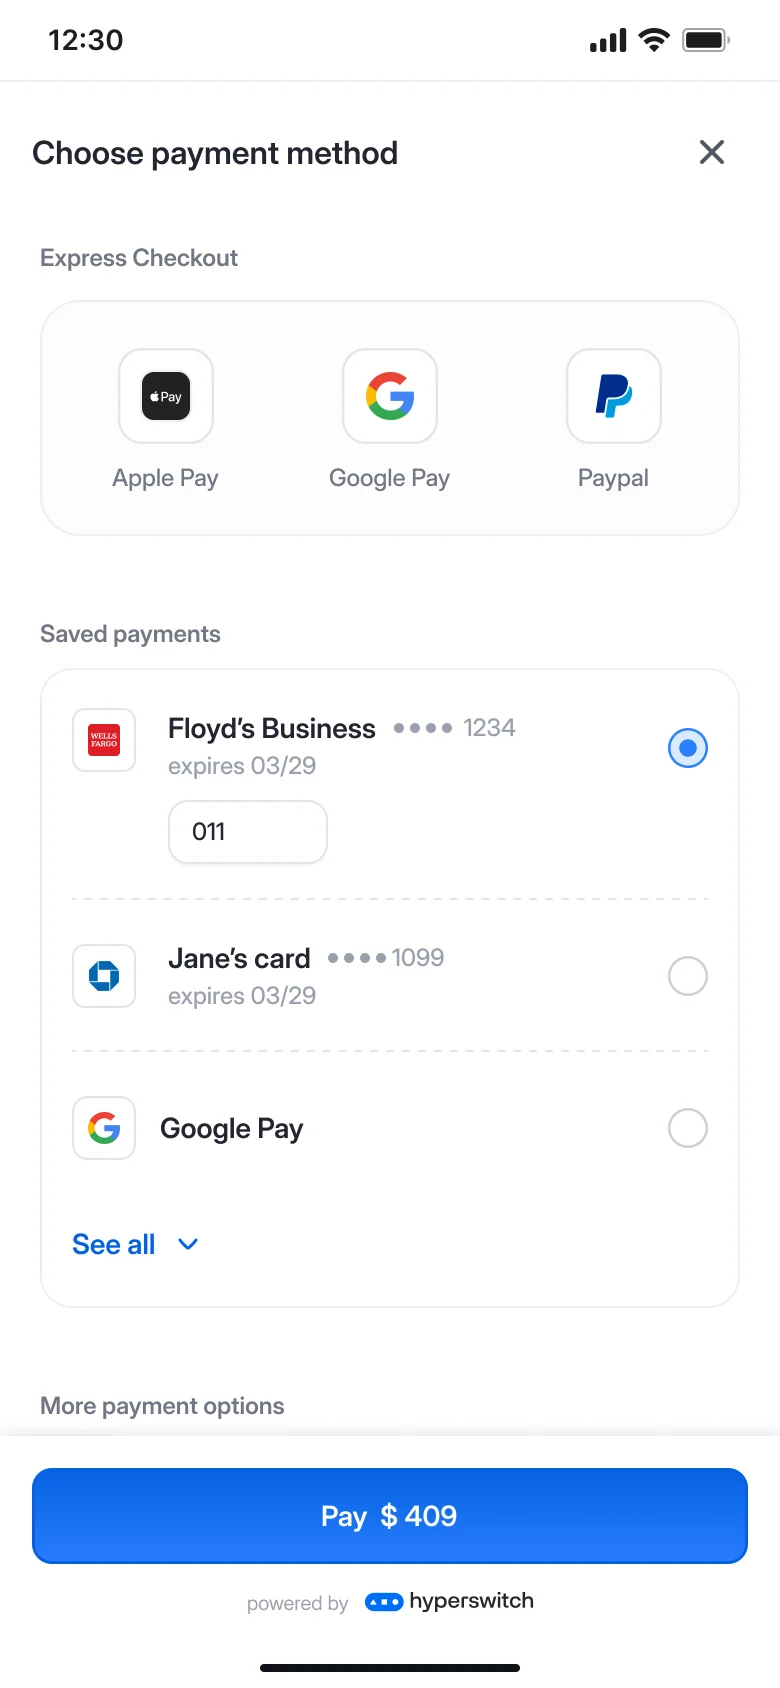 12:30
Choose payment method
Express Checkout
Pay
Apple Pay
Google Pay
Paypal
Saved payments
WELLS
FARGO
Floyd’s Business •••• 1234
expires 03/29
011
Jane’s card •••• 1099
expires 03/29
Google Pay
See all
More payment options
Pay $ 409
powered by hyperswitch